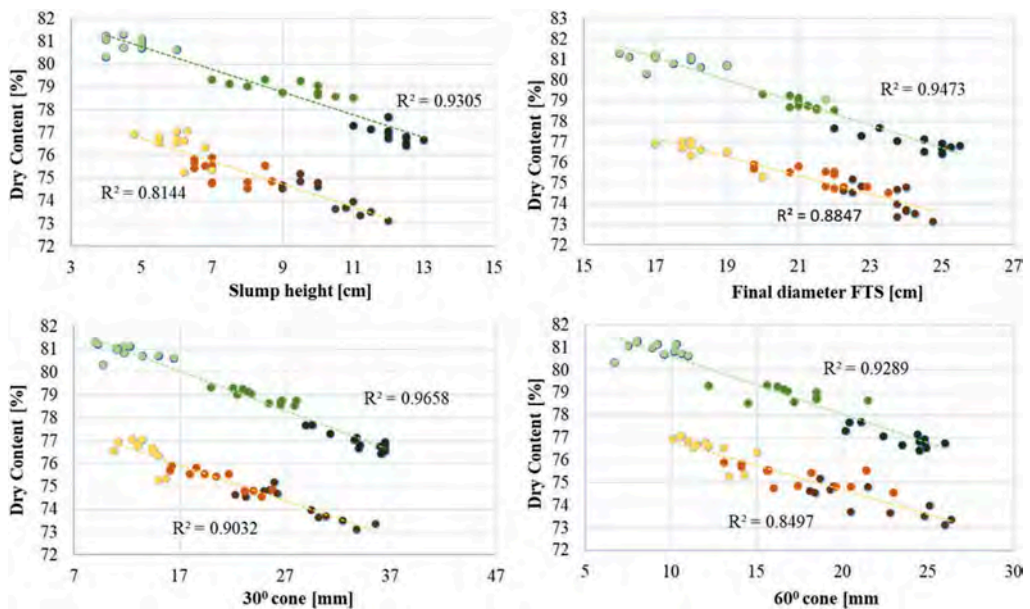 82
81
80
79
78
77
76
75
74
73
72
Dry Content [%]
R² = 0.9305
R² = 0.8144
3 5 7 9 11 13 15
Slump height [cm]
83
82
81
80
79
78
77
76
75
74
73
72
Dry Content [%]
R² = 0.9473
R² = 0.8847
15 17 19 21 23 25 27
Final diameter FTS [cm]
82
81
80
79
78
77
76
75
74
73
72
Dry Content [%]
R² = 0.9658
R² = 0.9032
7 17 27 37 47
30⁰ cone [mm]
82
81
80
79
78
77
76
75
74
73
72
Dry Content [%]
R² = 0.9289
R² = 0.8497
5 10 15 20 25 30
60⁰ cone [mm